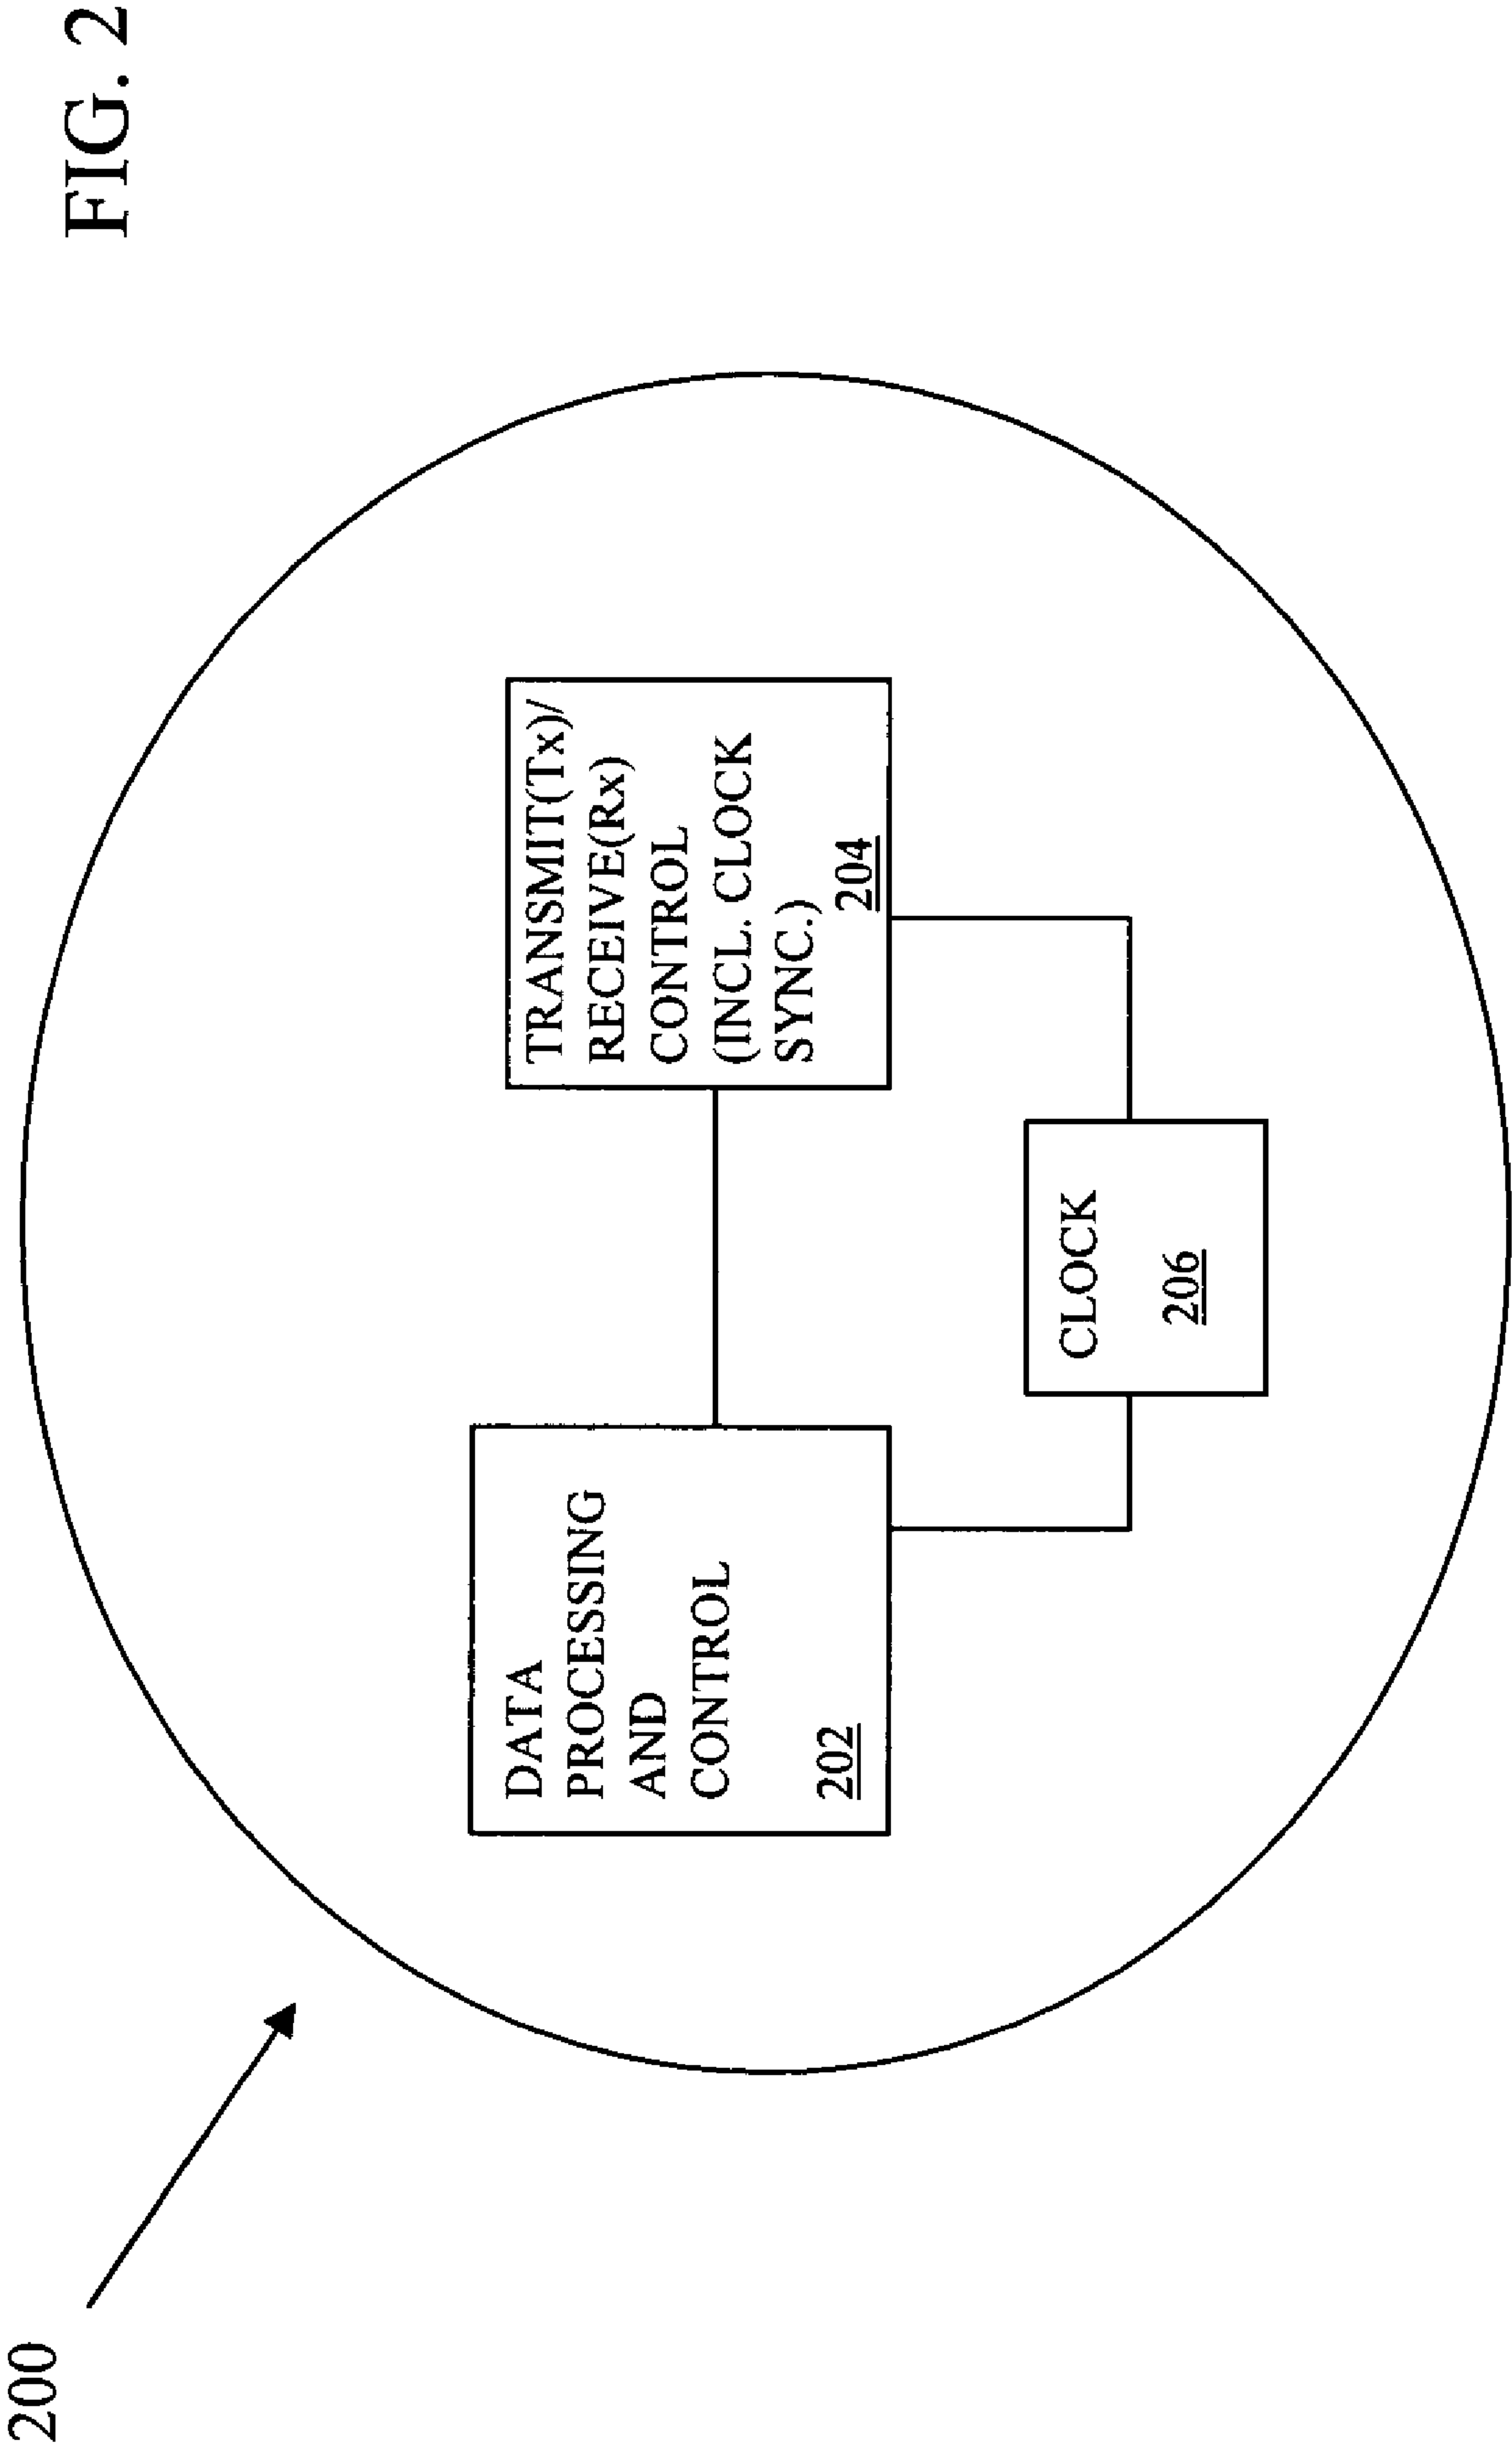 FIG. 2
200
DATA
PROCESSING
AND
CONTROL
202
TRANSMIT(Tx)/
RECEIVE(Rx)
CONTROL
(INCL. CLOCK
SYNC.)
204
CLOCK
206